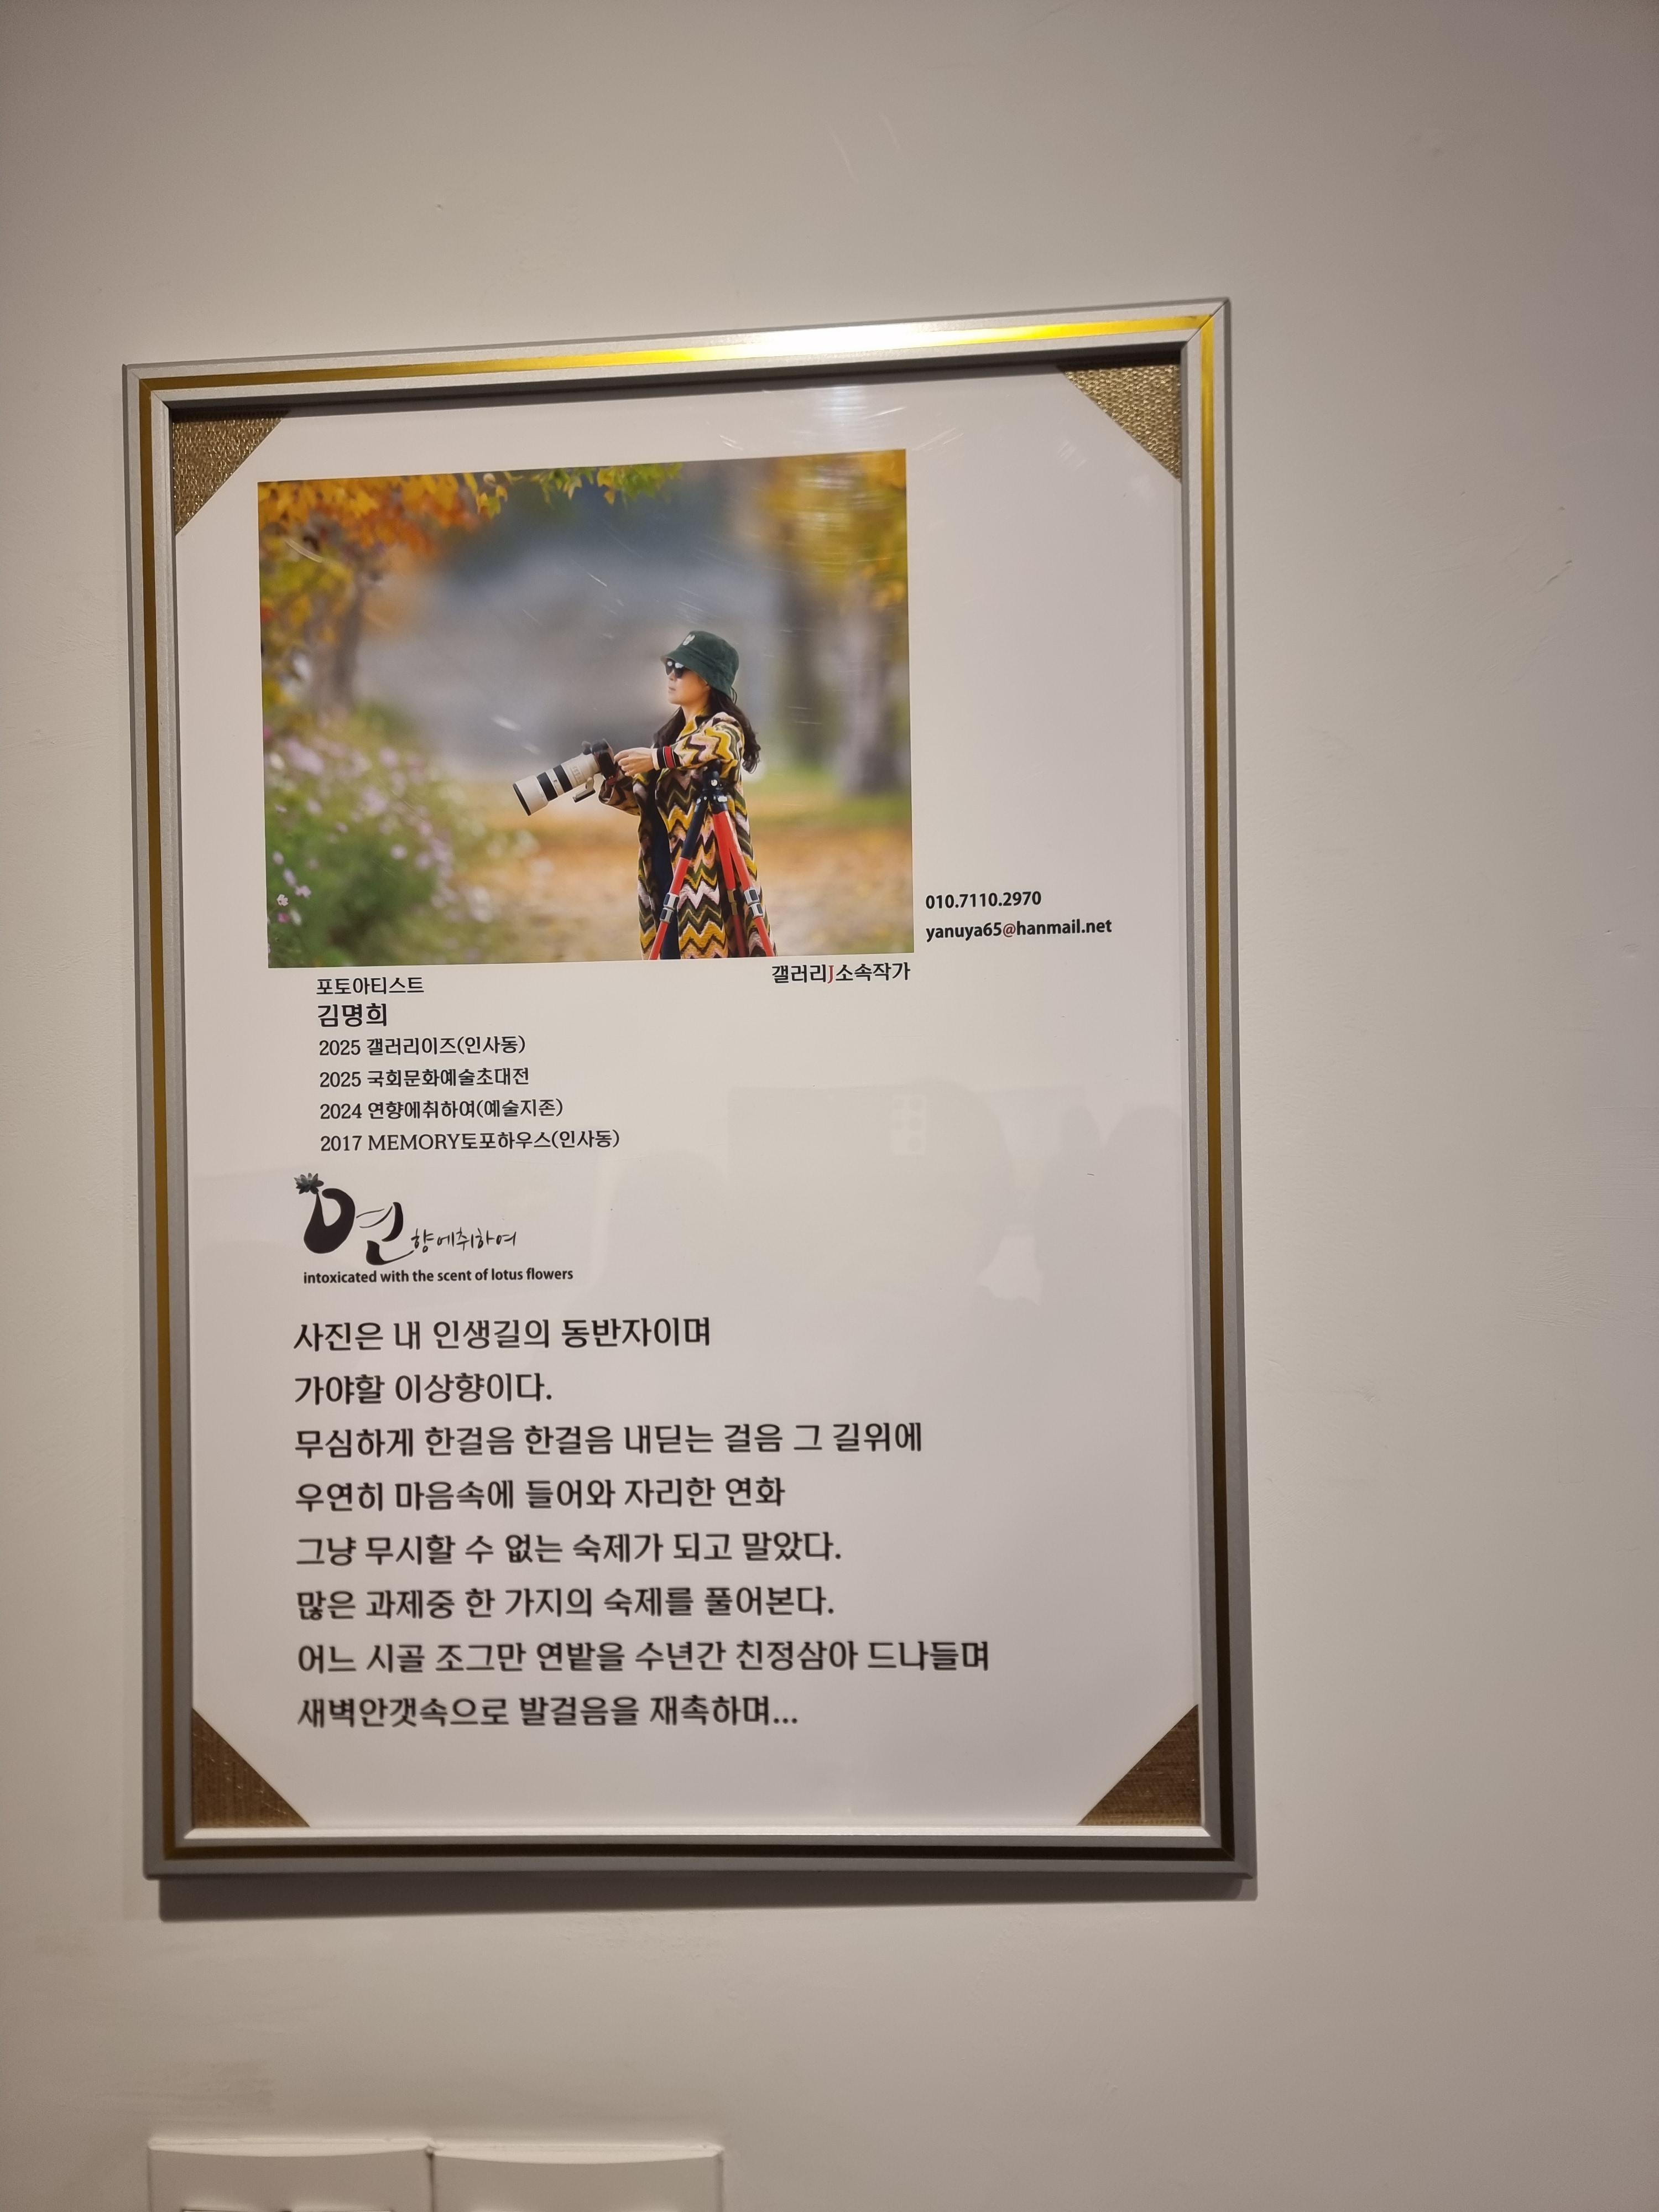 010.7110.2970
yanuya65@hanmail.net
갤러리J소속작가
포토아티스트
김명희
2025 갤러리이즈(인사동)
2025 국회문화예술초대전
2024 연향에취하여(예술지존)
2017 MEMORY토포하우스(인사동)
연향에취하여
intoxicated with the scent of lotus flowers
사진은 내 인생길의 동반자이며
가야할 이상향이다.
무심하게 한걸음 한걸음 내딛는 걸음 그 길위에
우연히 마음속에 들어와 자리한 연화
그냥 무시할 수 없는 숙제가 되고 말았다.
많은 과제중 한 가지의 숙제를 풀어본다.
어느 시골 조그만 연밭을 수년간 친정삼아 드나들며
새벽안갯속으로 발걸음을 재촉하며...